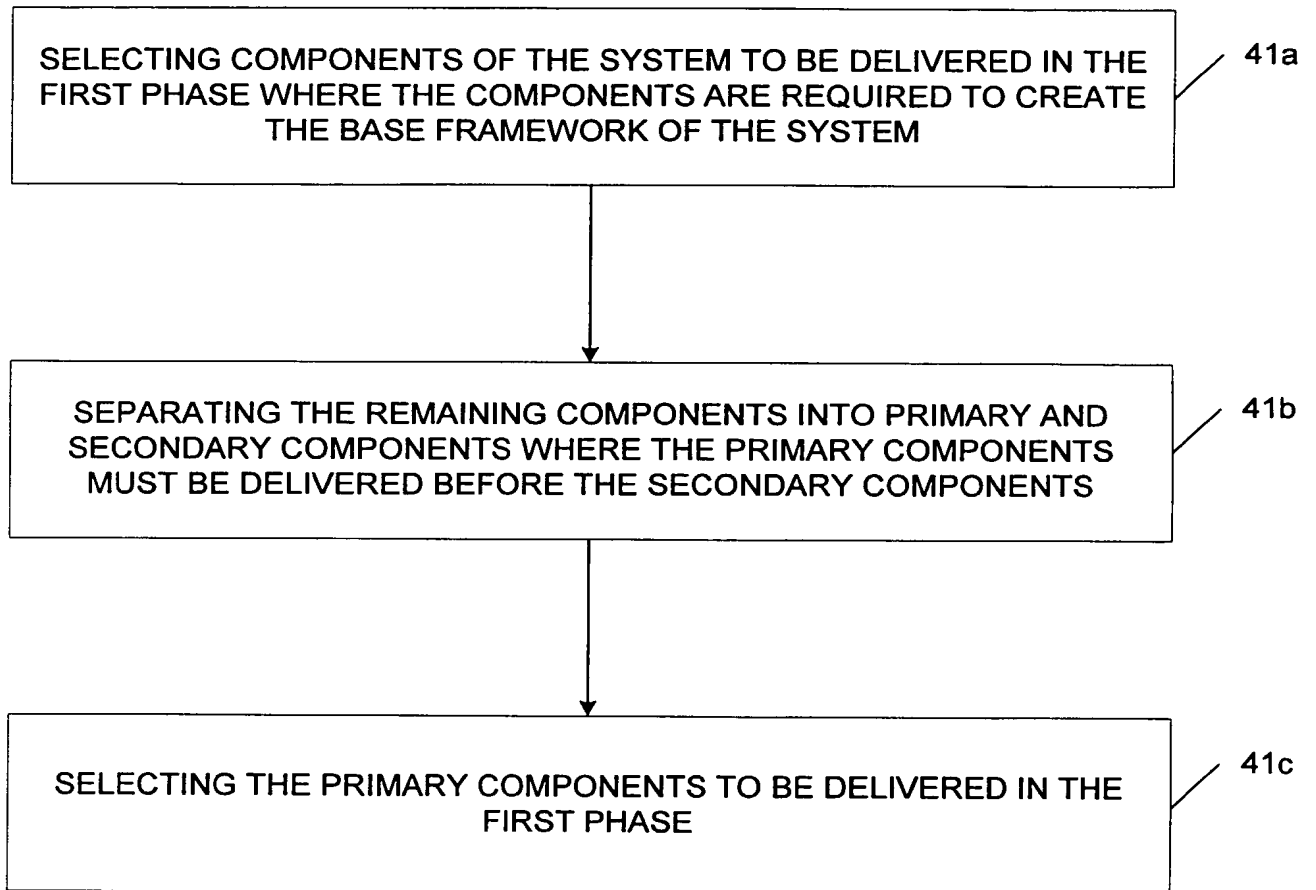 SELECTING COMPONENTS OF THE SYSTEM TO BE DELIVERED IN THE
FIRST PHASE WHERE THE COMPONENTS ARE REQUIRED TO CREATE
THE BASE FRAMEWORK OF THE SYSTEM
41a
SEPARATING THE REMAINING COMPONENTS INTO PRIMARY AND
SECONDARY COMPONENTS WHERE THE PRIMARY COMPONENTS
MUST BE DELIVERED BEFORE THE SECONDARY COMPONENTS
41b
SELECTING THE PRIMARY COMPONENTS TO BE DELIVERED IN THE
FIRST PHASE
41c